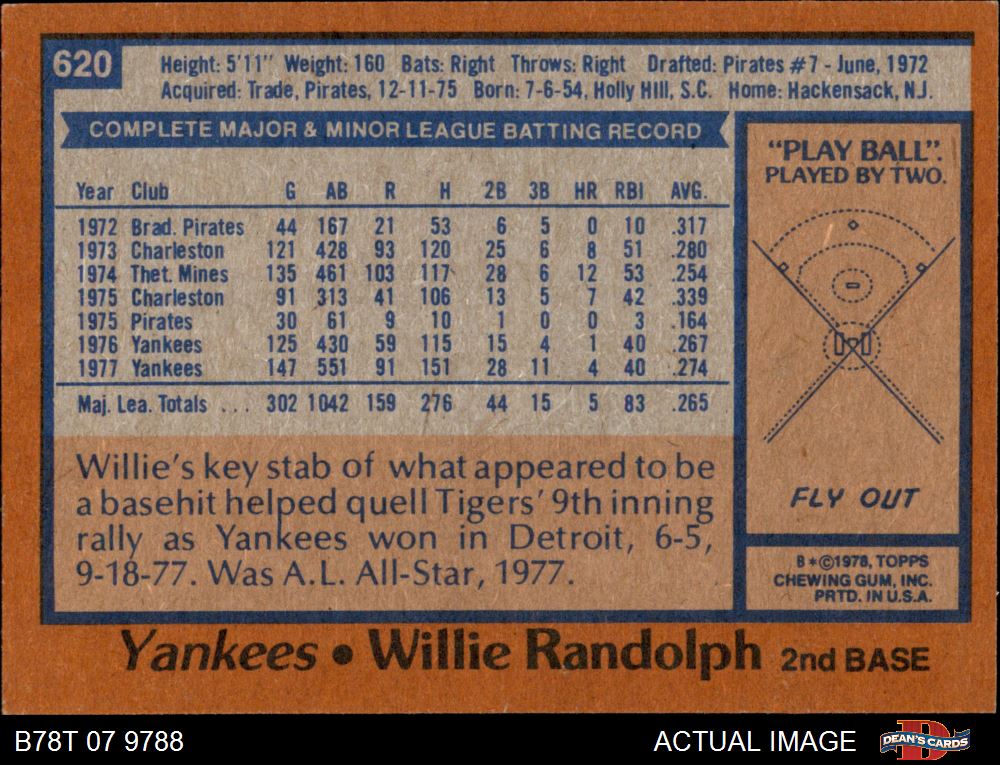 620
Height: 5'11" Weight: 160 Bats: Right Throws: Right Drafted: Pirates #7 - June, 1972
Acquired: Trade, Pirates, 12-11-75 Born: 7-6-54, Holly Hill, S.C. Home: Hackensack, N.J.
COMPLETE MAJOR & MINOR LEAGUE BATTING RECORD
Year Club G AB R H 2B 3B HR RBI AVG.
1972 Brad. Pirates 44 167 21 53 6 5 0 10 .317
1973 Charleston 121 428 93 120 25 6 8 51 .280
1974 Thet. Mines 135 461 103 117 28 6 12 53 .254
1975 Charleston 91 313 41 106 13 5 7 42 .339
1975 Pirates 30 61 9 10 1 0 0 3 .164
1976 Yankees 125 430 59 115 15 4 1 40 .267
1977 Yankees 147 551 91 151 28 11 4 40 .274
Maj. Lea. Totals ... 302 1042 159 276 44 15 5 83 .265
Willie's key stab of what appeared to be
a basehit helped quell Tigers' 9th inning
rally as Yankees won in Detroit, 6-5,
9-18-77. Was A.L. All-Star, 1977.
"PLAY BALL".
PLAYED BY TWO.
FLY OUT
B*©1978, TOPPS
CHEWING GUM, INC.
PRTD. IN U.S.A.
Yankees • Willie Randolph 2nd BASE
B78T 07 9788
ACTUAL IMAGE
DEAN'S CARDS